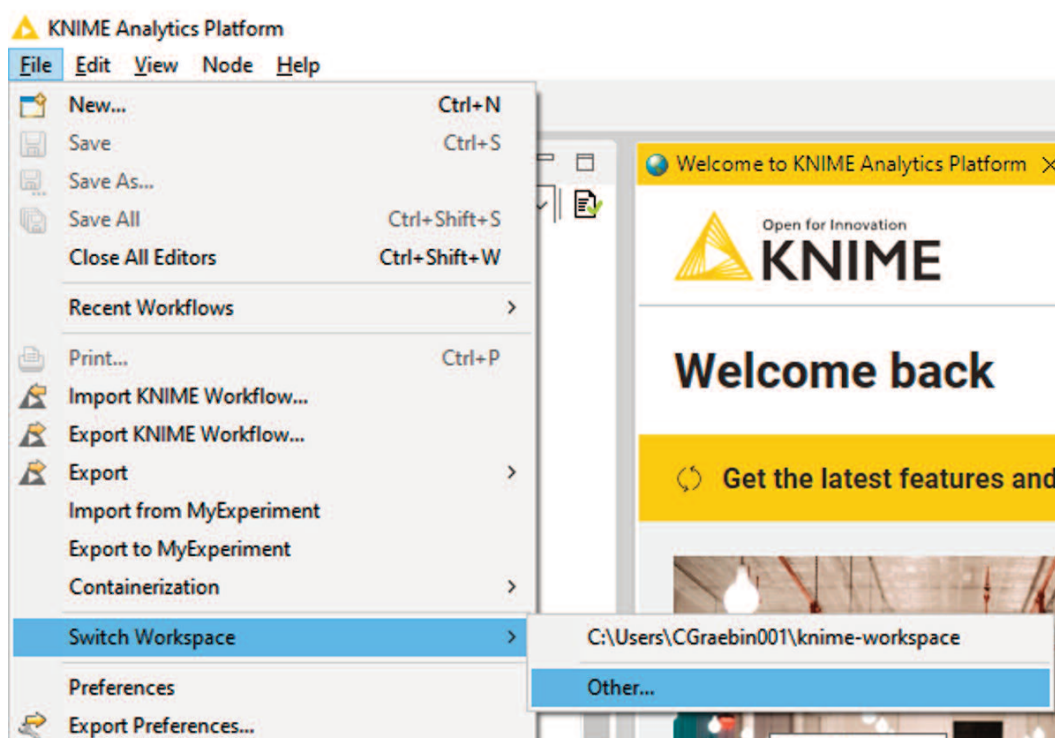 KNIME Analytics Platform
File Edit View Node Help
New... Ctrl+N
Save Ctrl+S
Save As...
Save All Ctrl+Shift+S
Close All Editors Ctrl+Shift+W
Recent Workflows
Print... Ctrl+P
Import KNIME Workflow...
Export KNIME Workflow...
Export
Import from MyExperiment
Export to MyExperiment
Containerization
Switch Workspace
Preferences
Export Preferences...
C:\Users\CGraebin001\knime-workspace
Other...
Welcome to KNIME Analytics Platform
Open for Innovation
KNIME
Welcome back
Get the latest features and